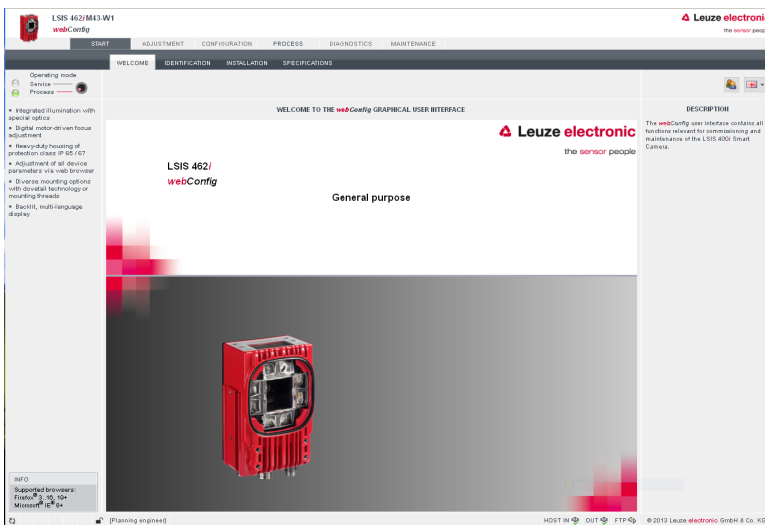 LSIS 462i/M43-W1
webConfig
Leuze electronic
the sensor people
START ADJUSTMENT CONFIGURATION PROCESS DIAGNOSTICS MAINTENANCE
WELCOME IDENTIFICATION INSTALLATION SPECIFICATIONS
Operating mode
Service
Process
• Integrated illumination with
special optics
• Digital motor-driven focus
adjustment
• Heavy-duty housing of
protection class IP 65 / 67
• Adjustment of all device
parameters via web browser
• Diverse mounting options
with dovetail technology or
mounting threads
• Backlit, multi-language
display
INFO
Supported browsers:
Firefox® 3, 10, 19+
Microsoft® IE® 8+
WELCOME TO THE webConfig GRAPHICAL USER INTERFACE
Leuze electronic
the sensor people
LSIS 462i
webConfig
General purpose
DESCRIPTION
The webConfig user interface contains all
functions relevant for commissioning and
maintenance of the LSIS 400i Smart
Camera.
[Planning engineer]
HOST IN OUT FTP
© 2013 Leuze electronic GmbH & Co. KG